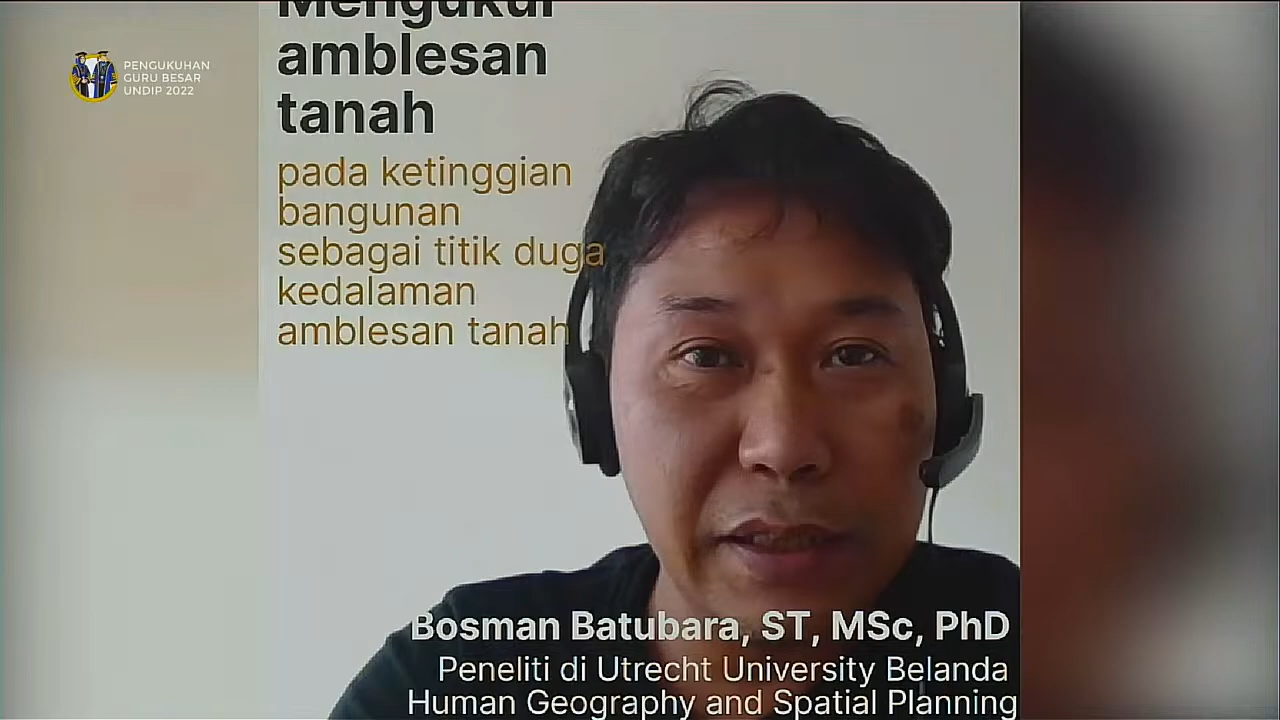 PENGUKUHAN
GURU BESAR
UNDIP 2022
Mengukur
amblesan
tanah
pada ketinggian
bangunan
sebagai titik duga
kedalaman
amblesan tanah
Bosman Batubara, ST, MSc, PhD
Peneliti di Utrecht University Belanda
Human Geography and Spatial Planning